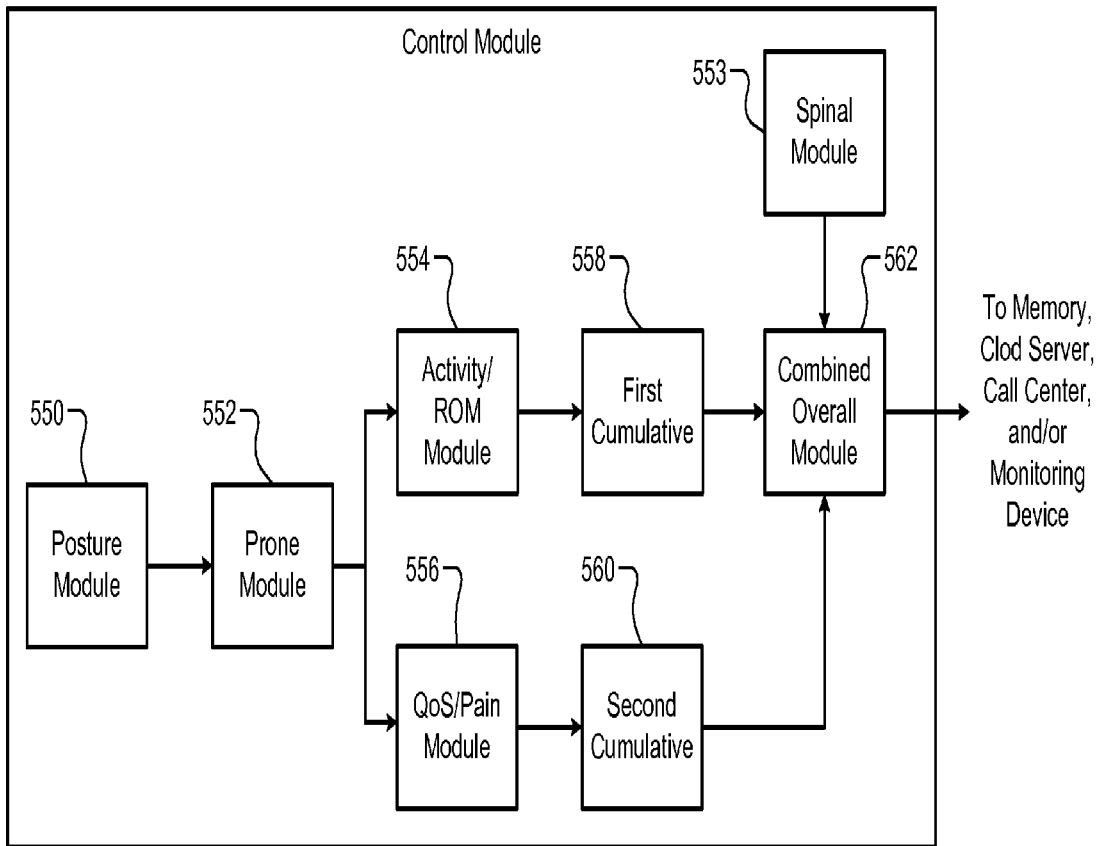 Control Module
553
Spinal
Module
554
558
562
Activity/
ROM
Module
First
Cumulative
Combined
Overall
Module
To Memory,
Clod Server,
Call Center,
and/or
Monitoring
Device
550
552
Posture
Module
Prone
Module
556
560
QoS/Pain
Module
Second
Cumulative